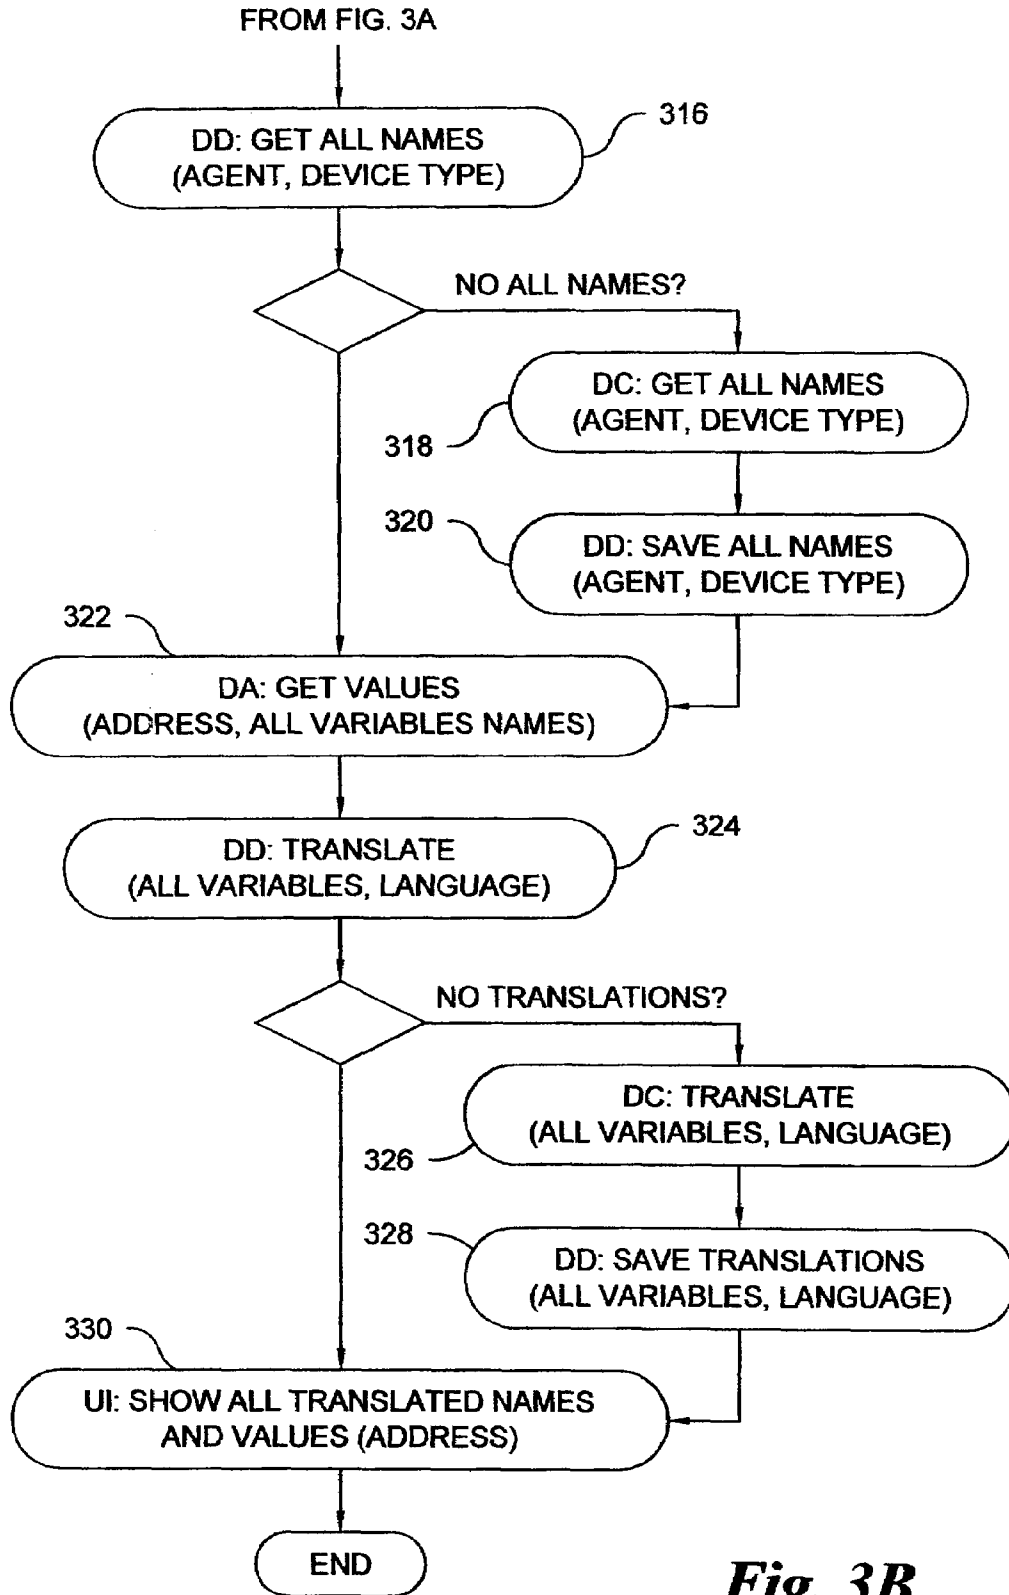 FROM FIG. 3A
DD: GET ALL NAMES
(AGENT, DEVICE TYPE)
316
NO ALL NAMES?
DC: GET ALL NAMES
(AGENT, DEVICE TYPE)
318
320
DD: SAVE ALL NAMES
(AGENT, DEVICE TYPE)
322
DA: GET VALUES
(ADDRESS, ALL VARIABLES NAMES)
324
DD: TRANSLATE
(ALL VARIABLES, LANGUAGE)
NO TRANSLATIONS?
DC: TRANSLATE
(ALL VARIABLES, LANGUAGE)
326
328
DD: SAVE TRANSLATIONS
(ALL VARIABLES, LANGUAGE)
330
UI: SHOW ALL TRANSLATED NAMES
AND VALUES (ADDRESS)
END
Fig. 3B